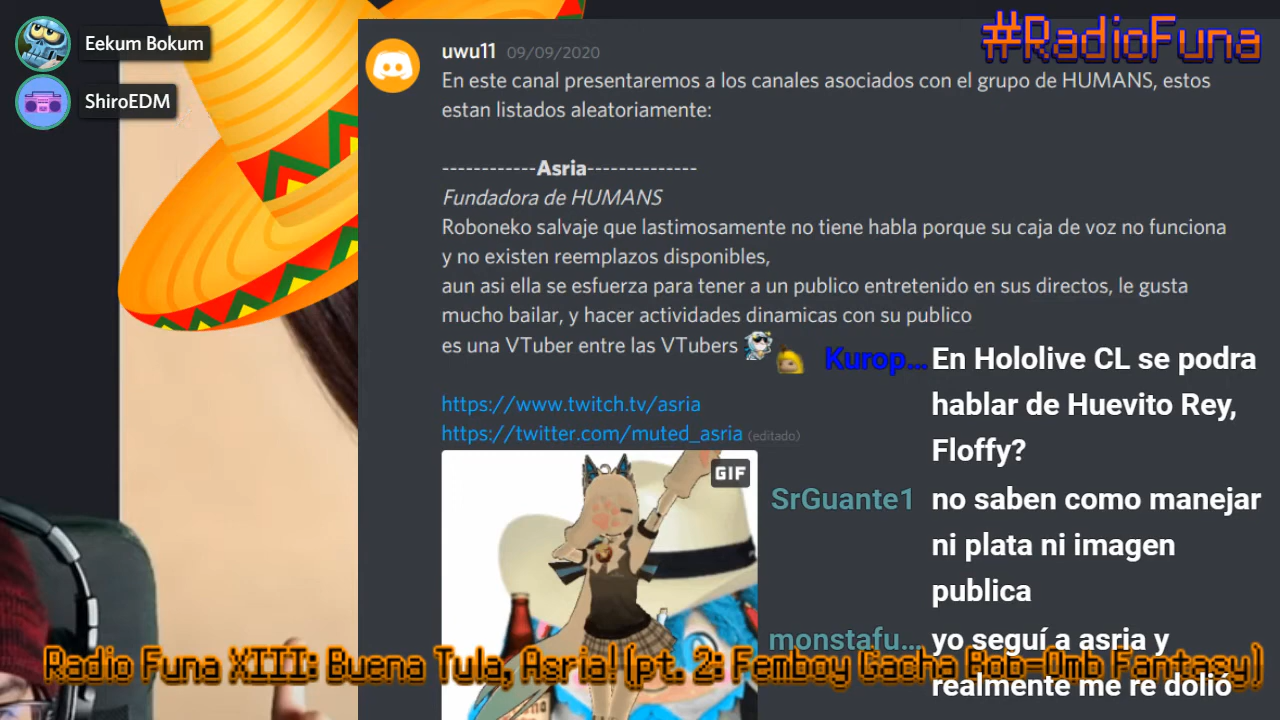 Eekum Bokum
ShiroEDM
#RadioFuna
uwu11 09/09/2020
En este canal presentaremos a los canales asociados con el grupo de HUMANS, estos
estan listados aleatoriamente:
------------Asria--------------
Fundadora de HUMANS
Roboneko salvaje que lastimosamente no tiene habla porque su caja de voz no funciona
y no existen reemplazos disponibles,
aun asi ella se esfuerza para tener a un publico entretenido en sus directos, le gusta
mucho bailar, y hacer actividades dinamicas con su publico
es una VTuber entre las VTubers
https://www.twitch.tv/asria
https://twitter.com/muted_asria (editado)
GIF
Kurop... En Hololive CL se podra
hablar de Huevito Rey,
Floffy?
SrGuante1 no saben como manejar
ni plata ni imagen
publica
monstafu... yo seguí a asria y
realmente me re dolió
Radio Funa XIII: Buena Tula, Asria! (pt. 2: Femboy Gacha Bob-Omb Fantasy)